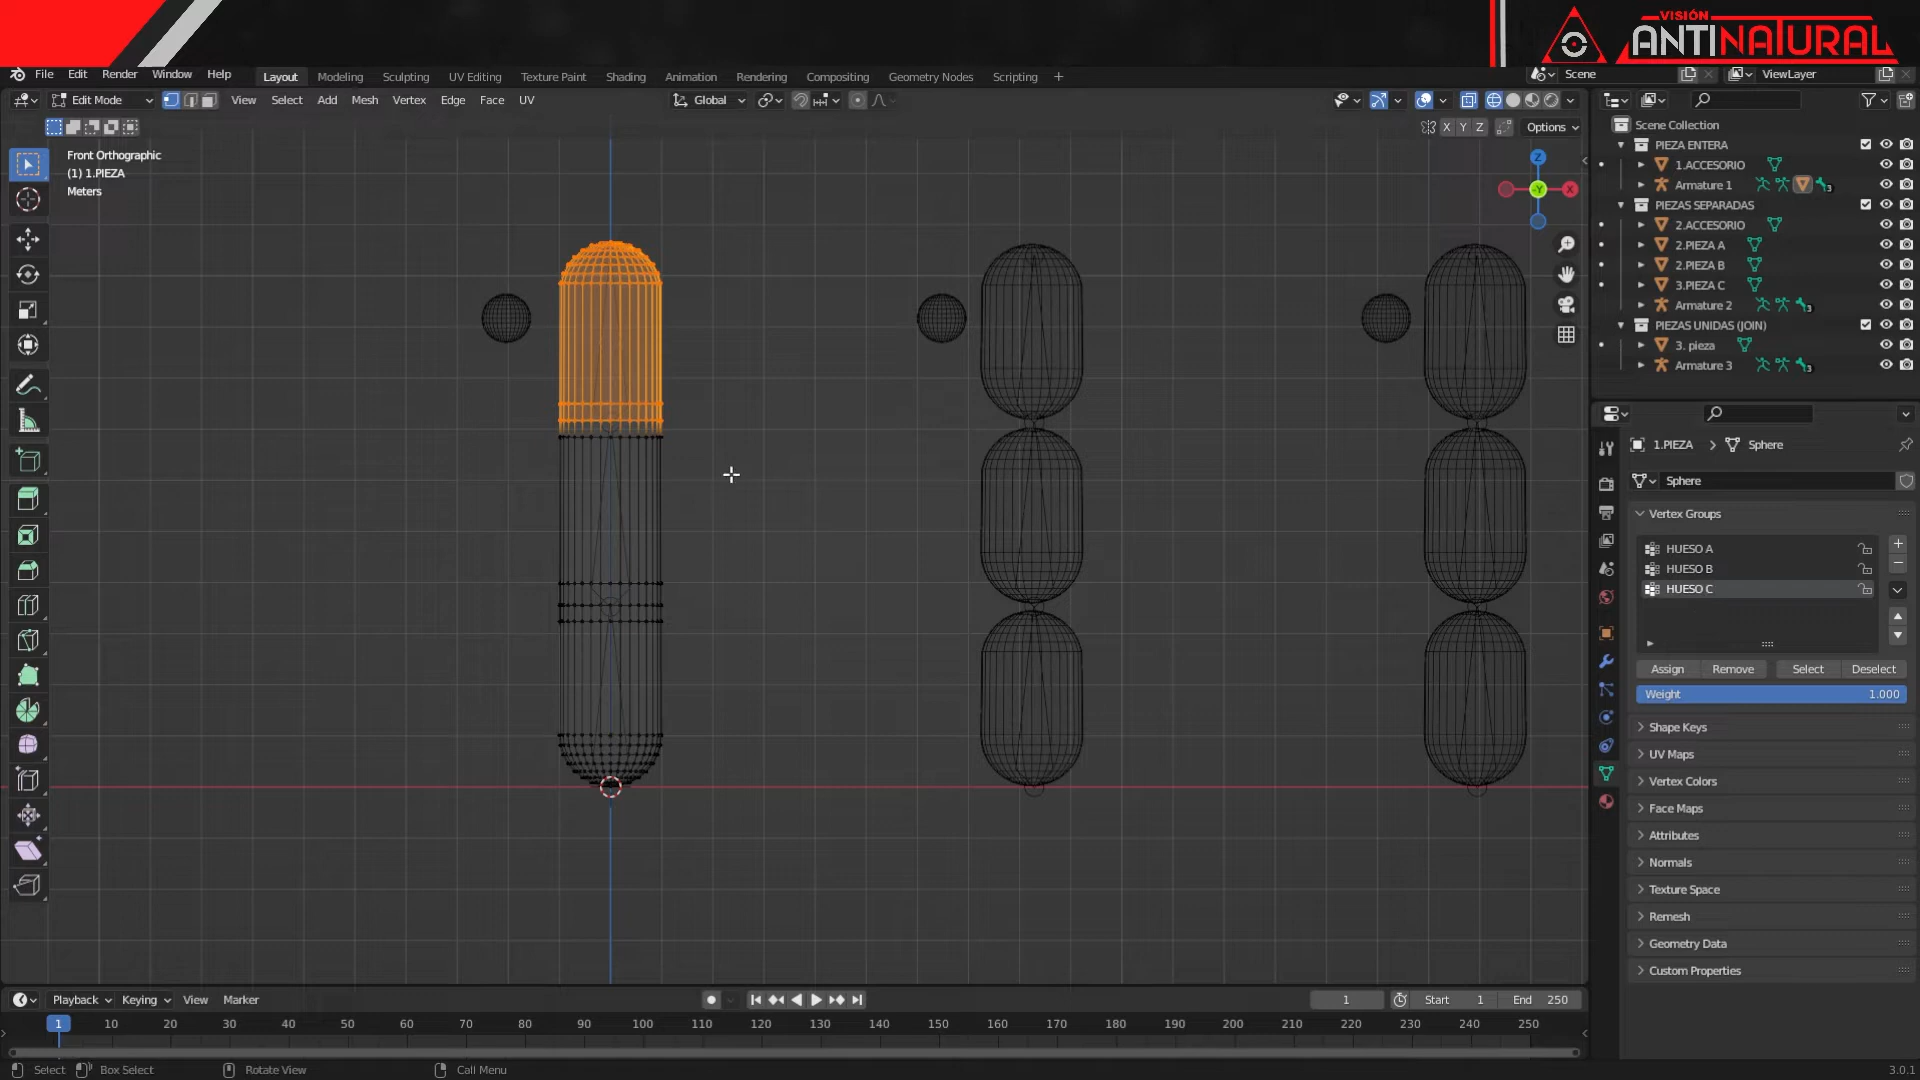 VISIÓN
ANTINATURAL
File Edit Render Window Help
Layout Modeling Sculpting UV Editing Texture Paint Shading Animation Rendering Compositing Geometry Nodes Scripting +
Scene ViewLayer
Edit Mode View Select Add Mesh Vertex Edge Face UV
Global
X Y Z Options
Front Orthographic
(1) 1.PIEZA
Meters
Z
Y
X
Scene Collection
PIEZA ENTERA
1.ACCESORIO
Armature 1 3
PIEZAS SEPARADAS
2.ACCESORIO
2.PIEZA A
2.PIEZA B
3.PIEZA C
Armature 2 3
PIEZAS UNIDAS (JOIN)
3. pieza
Armature 3 3
1.PIEZA > Sphere
Sphere
Vertex Groups
HUESO A
HUESO B
HUESO C
Assign Remove Select Deselect
Weight 1.000
Shape Keys
UV Maps
Vertex Colors
Face Maps
Attributes
Normals
Texture Space
Remesh
Geometry Data
Custom Properties
Playback Keying View Marker
1 Start 1 End 250
1 10 20 30 40 50 60 70 80 90 100 110 120 130 140 150 160 170 180 190 200 210 220 230 240 250
Select Box Select Rotate View Call Menu
3.0.1